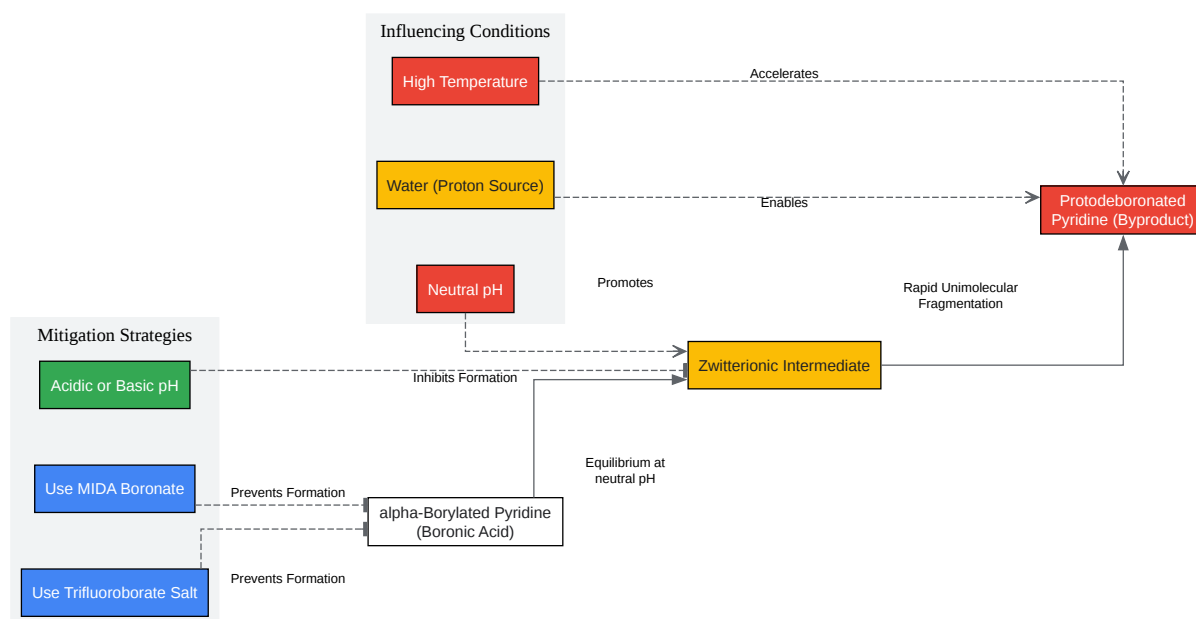 Influencing Conditions
High Temperature
Accelerates
Water (Proton Source)
Enables
Protodeboronated
Pyridine (Byproduct)
Neutral pH
Promotes
Rapid Unimolecular
Fragmentation
Mitigation Strategies
Acidic or Basic pH
Inhibits Formation
Zwitterionic Intermediate
Equilibrium at
neutral pH
Use MIDA Boronate
Prevents Formation
alpha-Borylated Pyridine
(Boronic Acid)
Use Trifluoroborate Salt
Prevents Formation